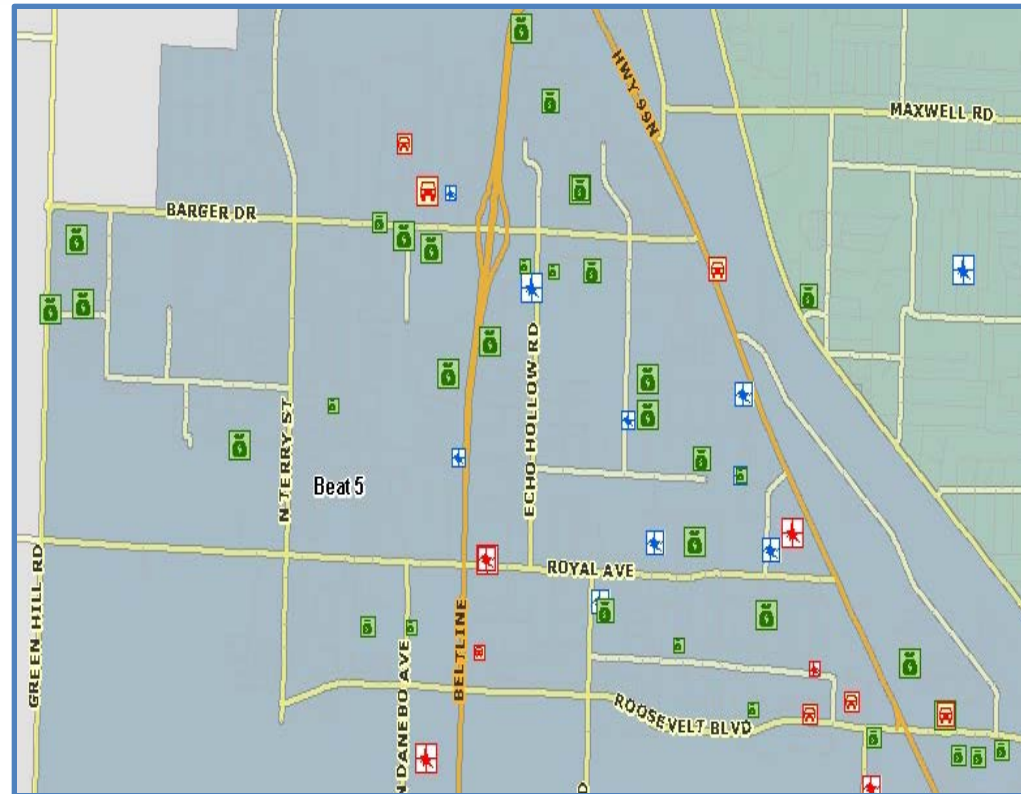 HWY 99N
MAXWELL RD
BARGER DR
N TERRY ST
ECHO HOLLOW RD
Beat 5
GREEN HILL RD
ROYAL AVE
BELTLINE
N DANEBO AVE
ROOSEVELT BLVD
D